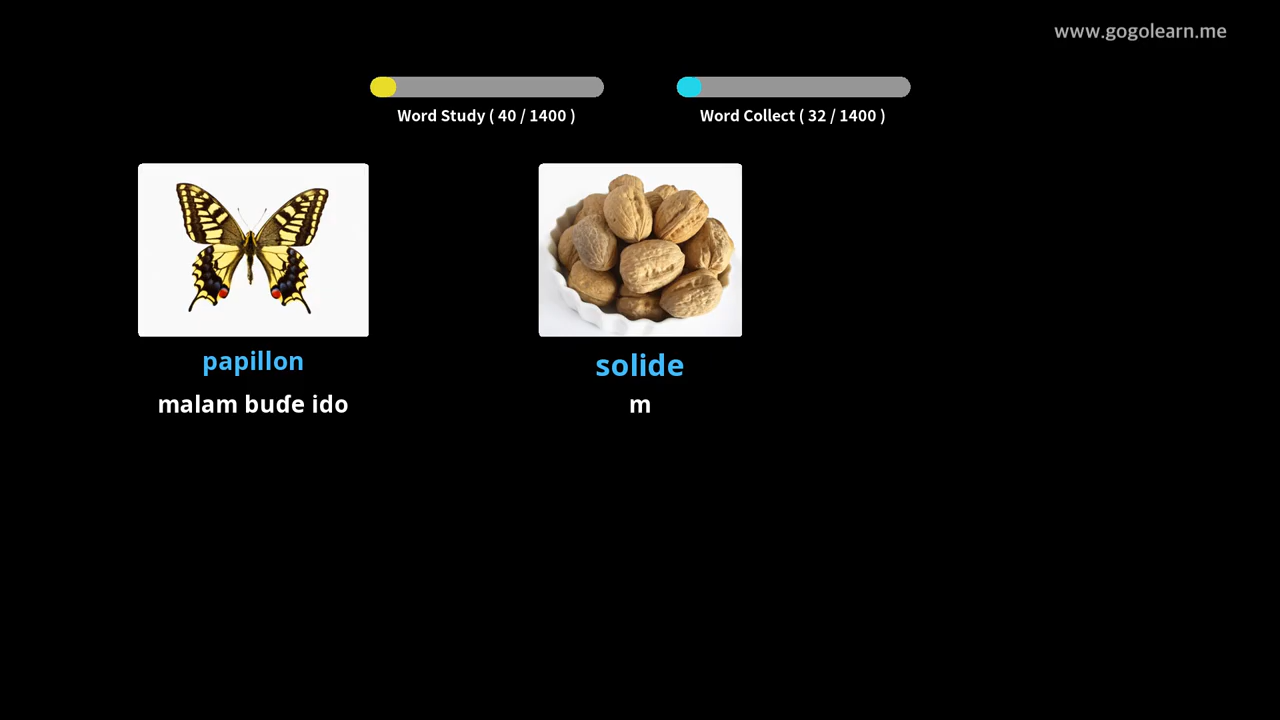 www.gogolearn.me
Word Study ( 40 / 1400 )
Word Collect ( 32 / 1400 )
papillon
malam buɗe ido
solide
m